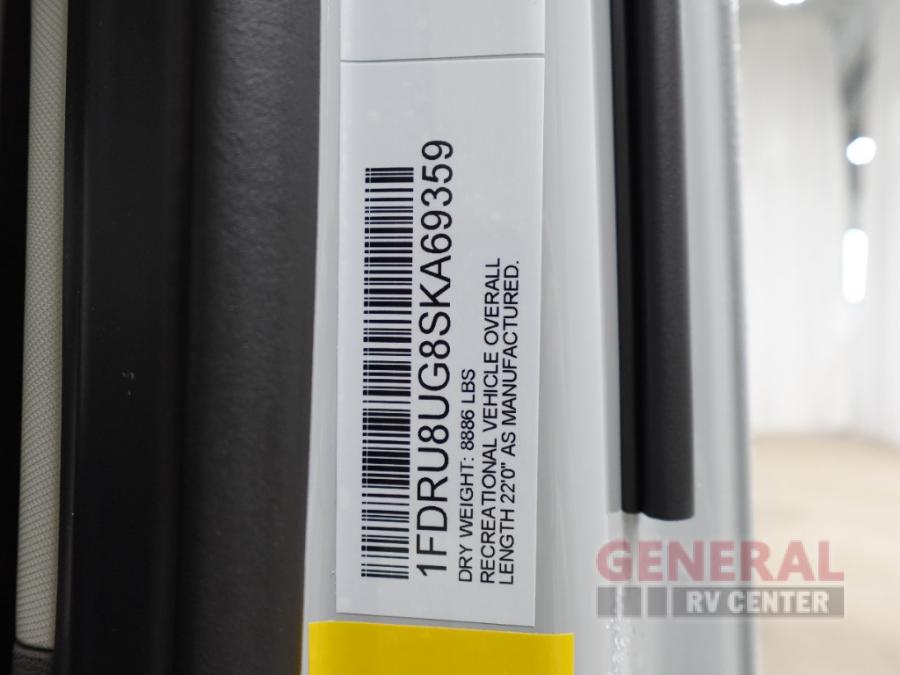 1FDRU8UG8SKA69359
DRY WEIGHT: 8886 LBS
RECREATIONAL VEHICLE OVERALL
LENGTH 22'0" AS MANUFACTURED.
GENERAL
RV CENTER